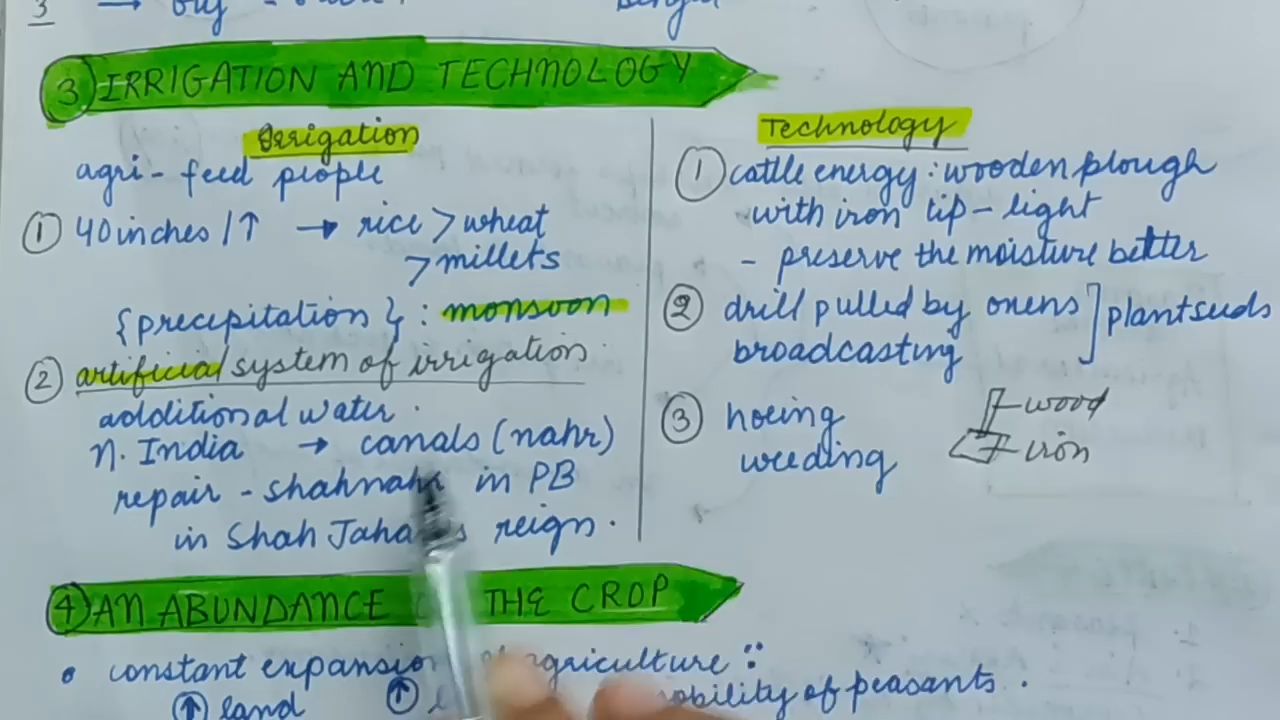 3 →
③ IRRIGATION AND TECHNOLOGY
Irrigation
agri - feed people
① 40 inches / ↑ → rice > wheat
> millets
{precipitation} : monsoon
② artificial system of irrigation.
additional water.
N. India → canals (nahr)
repair - shahnahr in PB
in Shah Jaha s reign.
Technology
① cattle energy : wooden plough
with iron tip - light
- preserve the moisture better
② drill pulled by oxens ] plant seeds
broadcasting
③ hoeing
weeding
wood
iron
④ AN ABUNDANCE THE CROP
• constant expansion agriculture :
↑ land ↑ mobility of peasants.